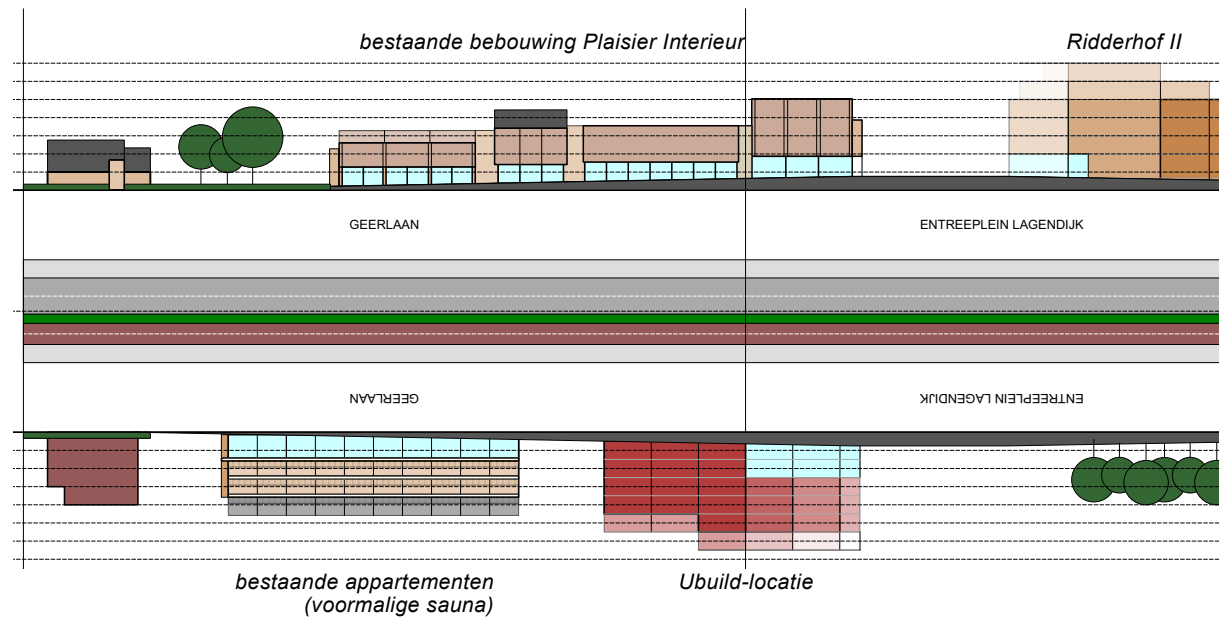 bestaande bebouwing Plaisier Interieur
Ridderhof II
GEERLAAN
ENTREEPLEIN LAGENDIJK
GEERLAAN
ENTREEPLEIN LAGENDIJK
bestaande appartementen
(voormalige sauna)
Ubuild-locatie